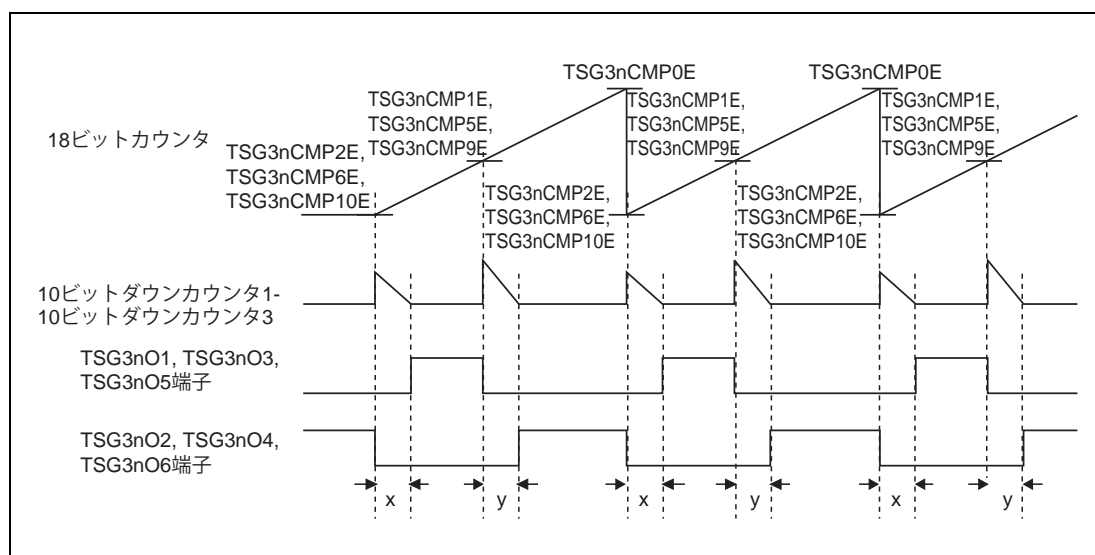 TSG3nCMP0E
TSG3nCMP0E
TSG3nCMP1E,
TSG3nCMP5E,
TSG3nCMP9E
TSG3nCMP1E,
TSG3nCMP5E,
TSG3nCMP9E
TSG3nCMP1E,
TSG3nCMP5E,
TSG3nCMP9E
18ビットカウンタ
TSG3nCMP2E,
TSG3nCMP6E,
TSG3nCMP10E
TSG3nCMP2E,
TSG3nCMP6E,
TSG3nCMP10E
TSG3nCMP2E,
TSG3nCMP6E,
TSG3nCMP10E
10ビットダウンカウンタ1-
10ビットダウンカウンタ3
TSG3nO1, TSG3nO3,
TSG3nO5端子
TSG3nO2, TSG3nO4,
TSG3nO6端子
x
y
x
y
x
y